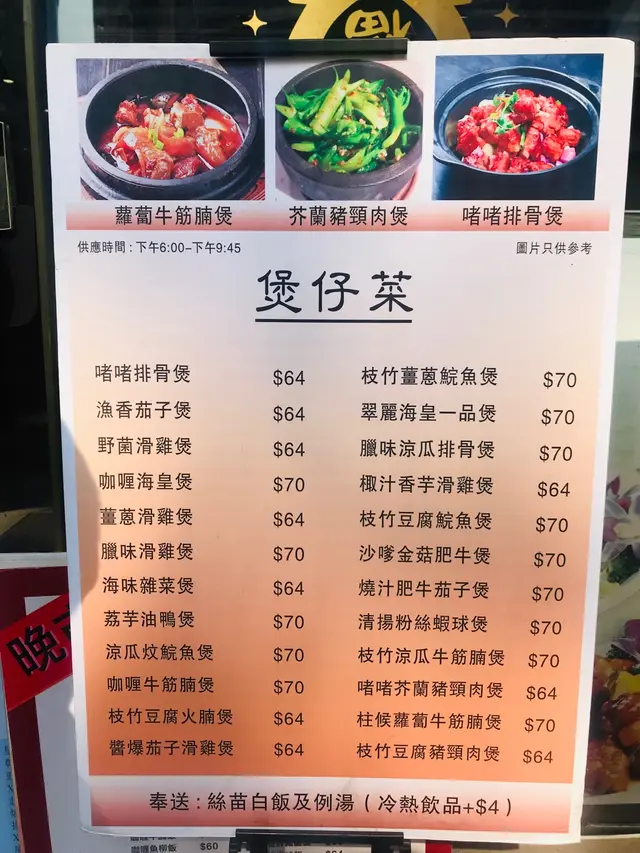 蘿蔔牛筋腩煲 芥蘭豬頸肉煲 啫啫排骨煲
供應時間:下午6:00-下午9:45 圖片只供參考
煲仔菜
啫啫排骨煲 $64 枝竹薑蔥鯇魚煲 $70
漁香茄子煲 $64 翠麗海皇一品煲 $70
野菌滑雞煲 $64 臘味涼瓜排骨煲 $70
咖喱海皇煲 $70 椰汁香芋滑雞煲 $64
薑蔥滑雞煲 $64 枝竹豆腐鯇魚煲 $70
臘味滑雞煲 $70 沙嗲金菇肥牛煲 $70
海味雜菜煲 $64 燒汁肥牛茄子煲 $70
荔芋油鴨煲 $70 清揚粉絲蝦球煲 $70
涼瓜炆鯇魚煲 $70 枝竹涼瓜牛筋腩煲 $70
咖喱牛筋腩煲 $70 啫啫芥蘭豬頸肉煲 $64
枝竹豆腐火腩煲 $64 柱候蘿蔔牛筋腩煲 $70
醬爆茄子滑雞煲 $64 枝竹豆腐豬頸肉煲 $64
奉送:絲苗白飯及例湯(冷熱飲品+$4)
晚
咖喱魚柳飯 $60